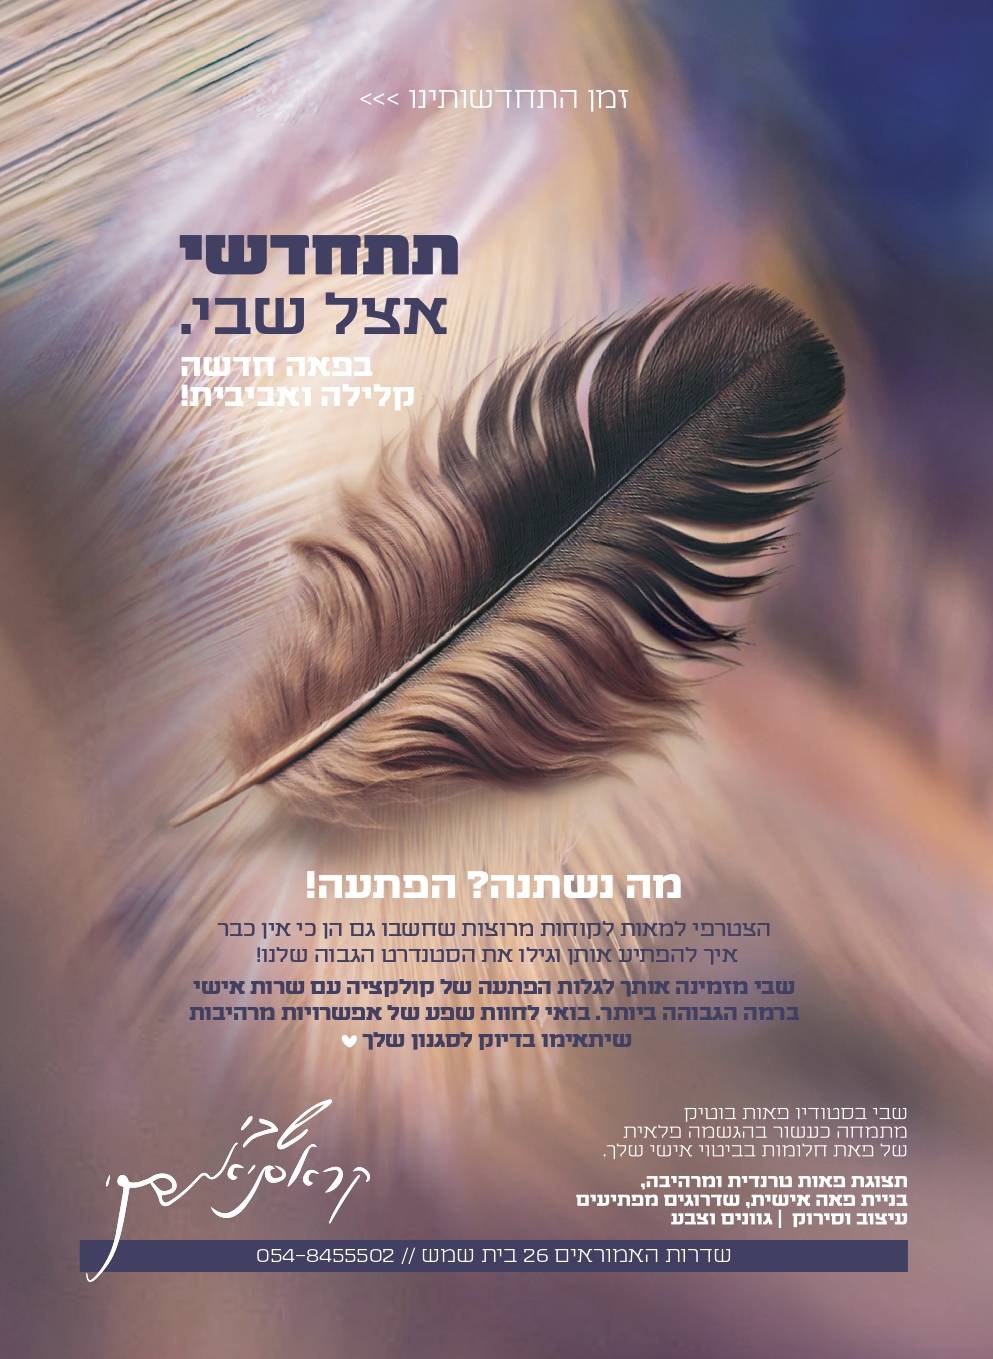 זמן התחדשותינו >>>
תתחדשי
אצל שבי.
בפאה חדשה
קלילה ואביבית!
מה נשתנה? הפתעה!
הצטרפי למאות לקוחות מרוצות שחשבו גם הן כי אין כבר
איך להפתיע אותן וגילו את הסטנדרט הגבוה שלנו!
שבי מזמינה אותך לגלות הפתעה של קולקציה עם שרות אישי
ברמה הגבוהה ביותר. בואי לחוות שפע של אפשרויות מרהיבות
שיתאימו בדיוק לסגנון שלך
שבי בסטודיו פאות בוטיק
מתמחה כעשור בהגשמה פלאית
של פאת חלומות בביטוי אישי שלך.
תצוגת פאות טרנדית ומרהיבה,
בניית פאה אישית, שדרוגים מפתיעים
עיצוב וסירוק | גוונים וצבע
שבי
שדרות האמוראים 26 בית שמש // 054-8455502